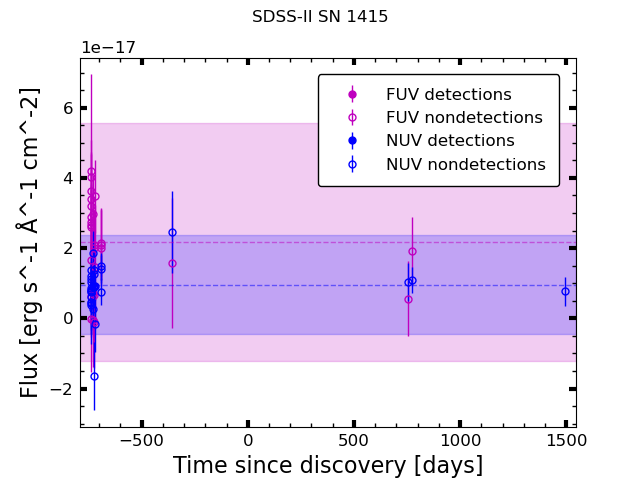 SDSS-II SN 1415
1e−17
FUV detections
FUV nondetections
NUV detections
NUV nondetections
6
4
2
0
−2
Flux [erg s^-1 Å^-1 cm^-2]
−500
0
500
1000
1500
Time since discovery [days]